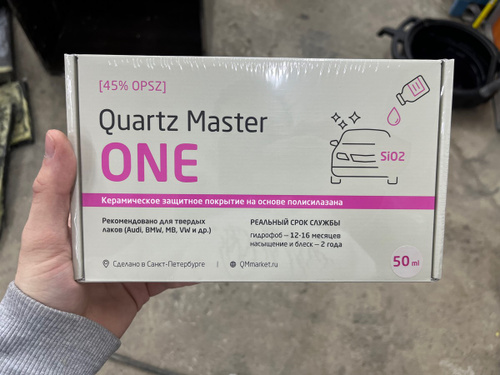 [45% OPSZ]
Quartz Master
ONE
SiO2
Керамическое защитное покрытие на основе полисилазана
Рекомендовано для твердых
лаков (Audi, BMW, MB, VW и др.)
РЕАЛЬНЫЙ СРОК СЛУЖБЫ
гидрофоб – 12-16 месяцев
насыщение и блеск – 2 года
Сделано в Санкт-Петербурге | QMmarket.ru
50 ml